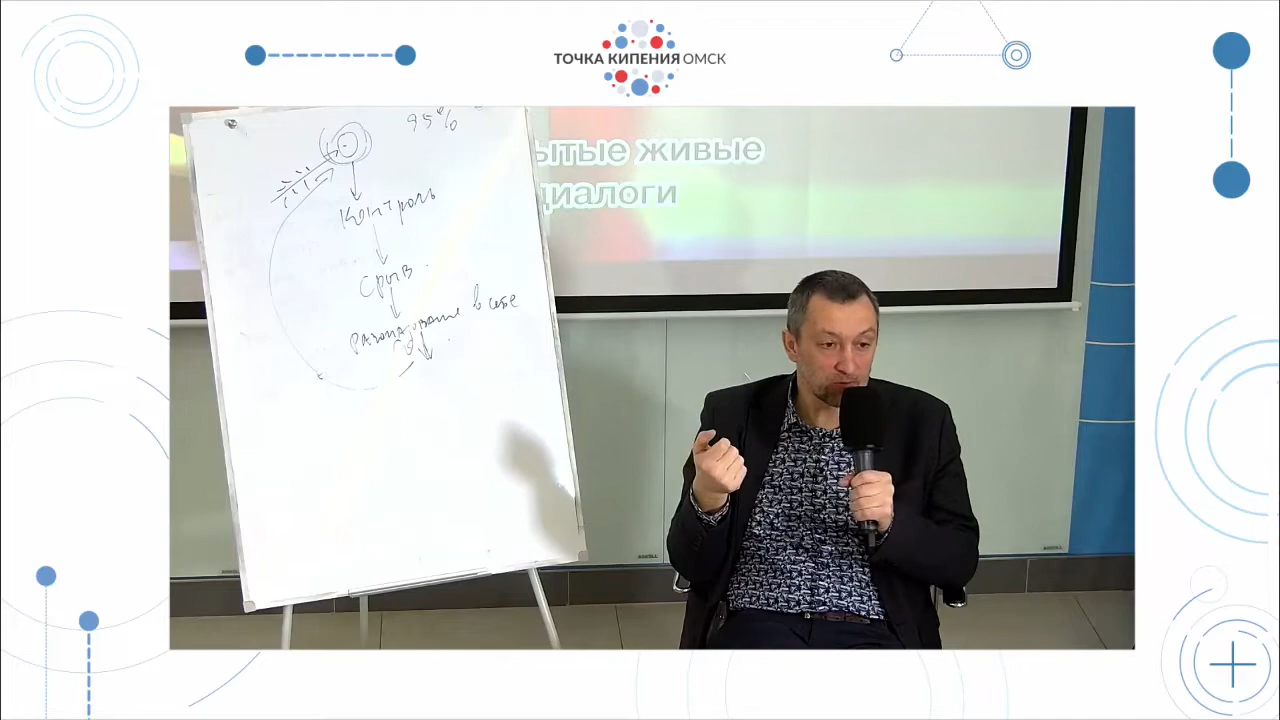 ТОЧКА КИПЕНИЯ ОМСК
95%
ытые живые
диалоги
Контроль
Срыв
разочарование в себе